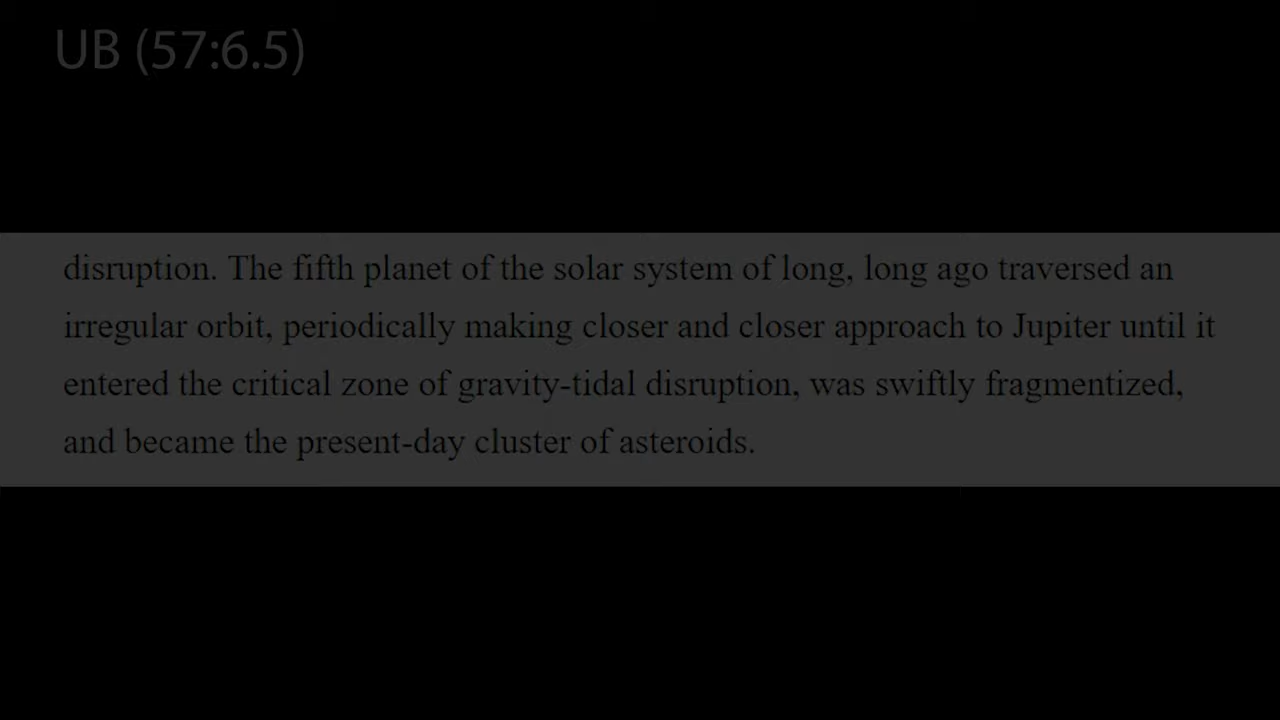 UB (57:6.5)
disruption. The fifth planet of the solar system of long, long ago traversed an
irregular orbit, periodically making closer and closer approach to Jupiter until it
entered the critical zone of gravity-tidal disruption, was swiftly fragmentized,
and became the present-day cluster of asteroids.